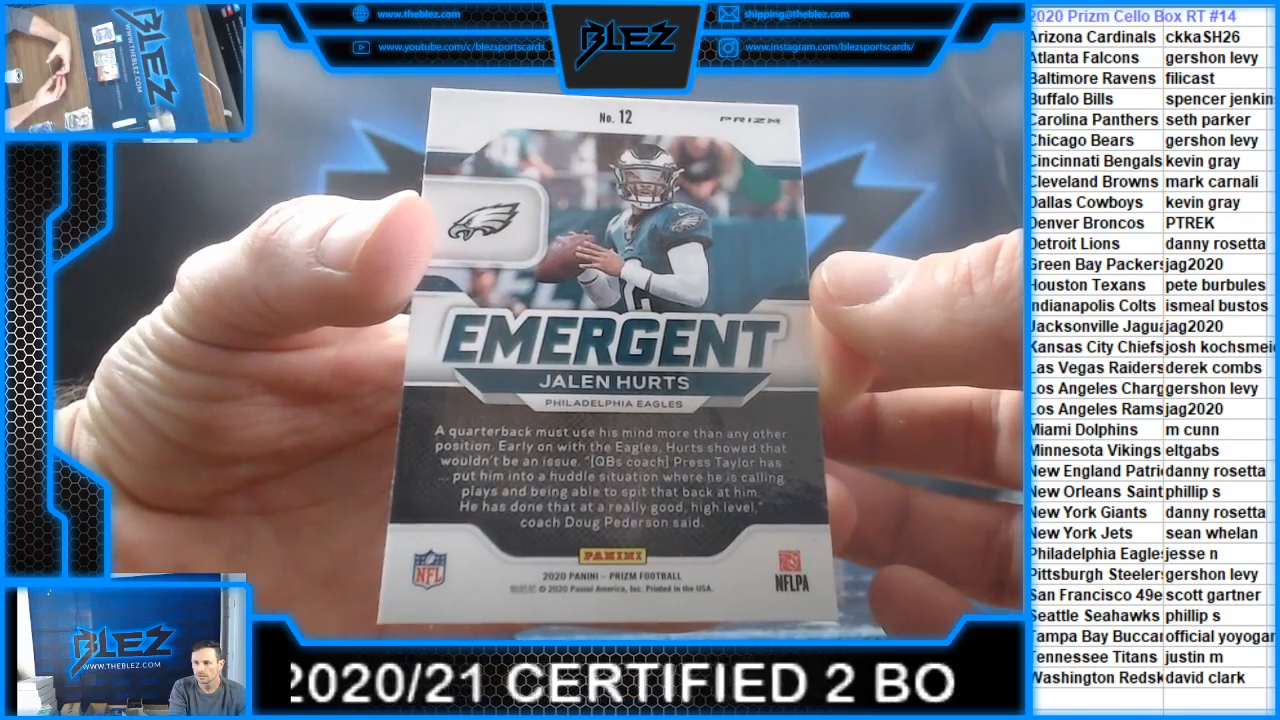 www.theblez.com
www.youtube.com/c/blezsportscards
BLEZ
shipping@theblez.com
www.instagram.com/blezsportscards/
BLEZ
WWW.THEBLEZ.COM
No. 12
PRIZM
EMERGENT
JALEN HURTS
PHILADELPHIA EAGLES
A quarterback must use his mind more than any other
position. Early on with the Eagles, Hurts showed that
wouldn't be an issue. "[QBs coach] Press Taylor has
... put him into a huddle situation where he is calling
plays and being able to spit that back at him.
He has done that at a really good, high level,"
coach Doug Pederson said.
PANINI
NFL
NFLPA
2020 PANINI – PRIZM FOOTBALL
© 2020 Panini America, Inc. Printed in the USA.
BLEZ
WWW.THEBLEZ.COM
2020/21 CERTIFIED 2 BO
2020 Prizm Cello Box RT #14
Arizona Cardinals ckkaSH26
Atlanta Falcons gershon levy
Baltimore Ravens filicast
Buffalo Bills spencer jenkin
Carolina Panthers seth parker
Chicago Bears gershon levy
Cincinnati Bengals kevin gray
Cleveland Browns mark carnali
Dallas Cowboys kevin gray
Denver Broncos PTREK
Detroit Lions danny rosetta
Green Bay Packers jag2020
Houston Texans pete burbules
Indianapolis Colts ismeal bustos
Jacksonville Jagua jag2020
Kansas City Chiefs josh kochsmei
Las Vegas Raiders derek combs
Los Angeles Charg gershon levy
Los Angeles Rams jag2020
Miami Dolphins m cunn
Minnesota Vikings eltgabs
New England Patri danny rosetta
New Orleans Saint phillip s
New York Giants danny rosetta
New York Jets sean whelan
Philadelphia Eagle jesse n
Pittsburgh Steeler gershon levy
San Francisco 49e scott gartner
Seattle Seahawks phillip s
Tampa Bay Buccar official yoyogar
Tennessee Titans justin m
Washington Redsk david clark